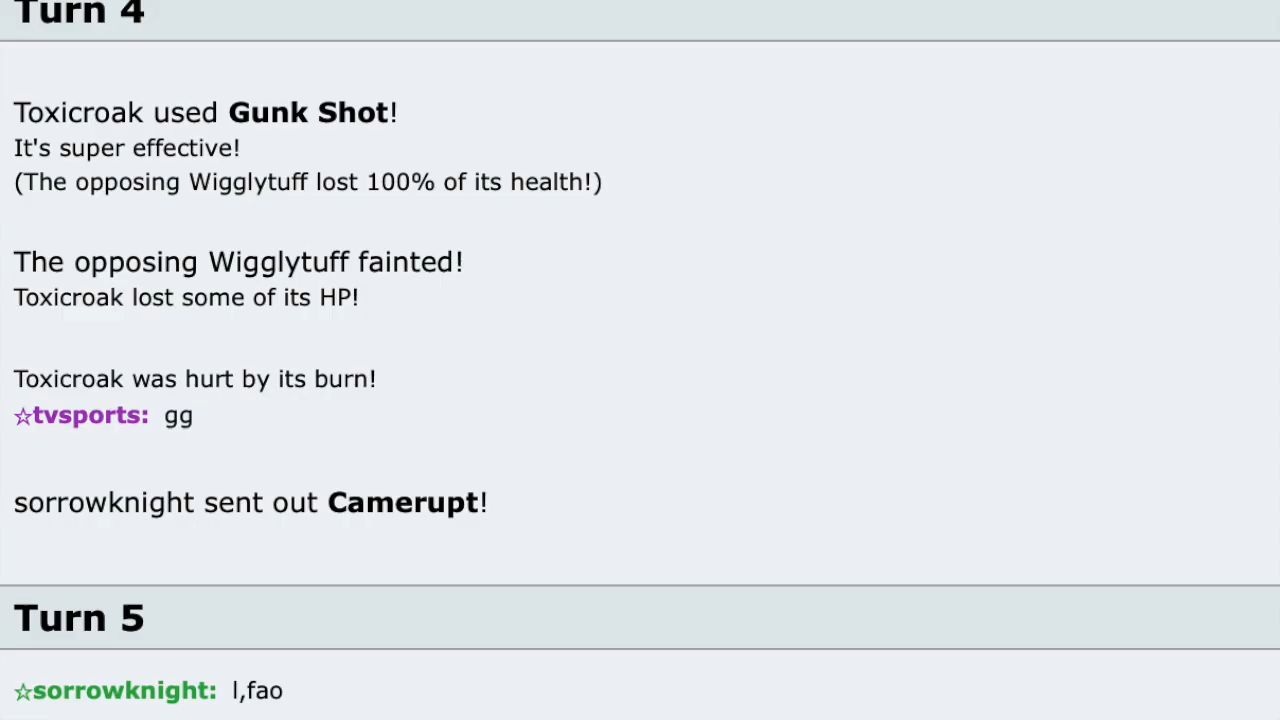 Turn 4
Toxicroak used Gunk Shot!
It's super effective!
(The opposing Wigglytuff lost 100% of its health!)
The opposing Wigglytuff fainted!
Toxicroak lost some of its HP!
Toxicroak was hurt by its burn!
☆tvsports: gg
sorrowknight sent out Camerupt!
Turn 5
☆sorrowknight: l,fao